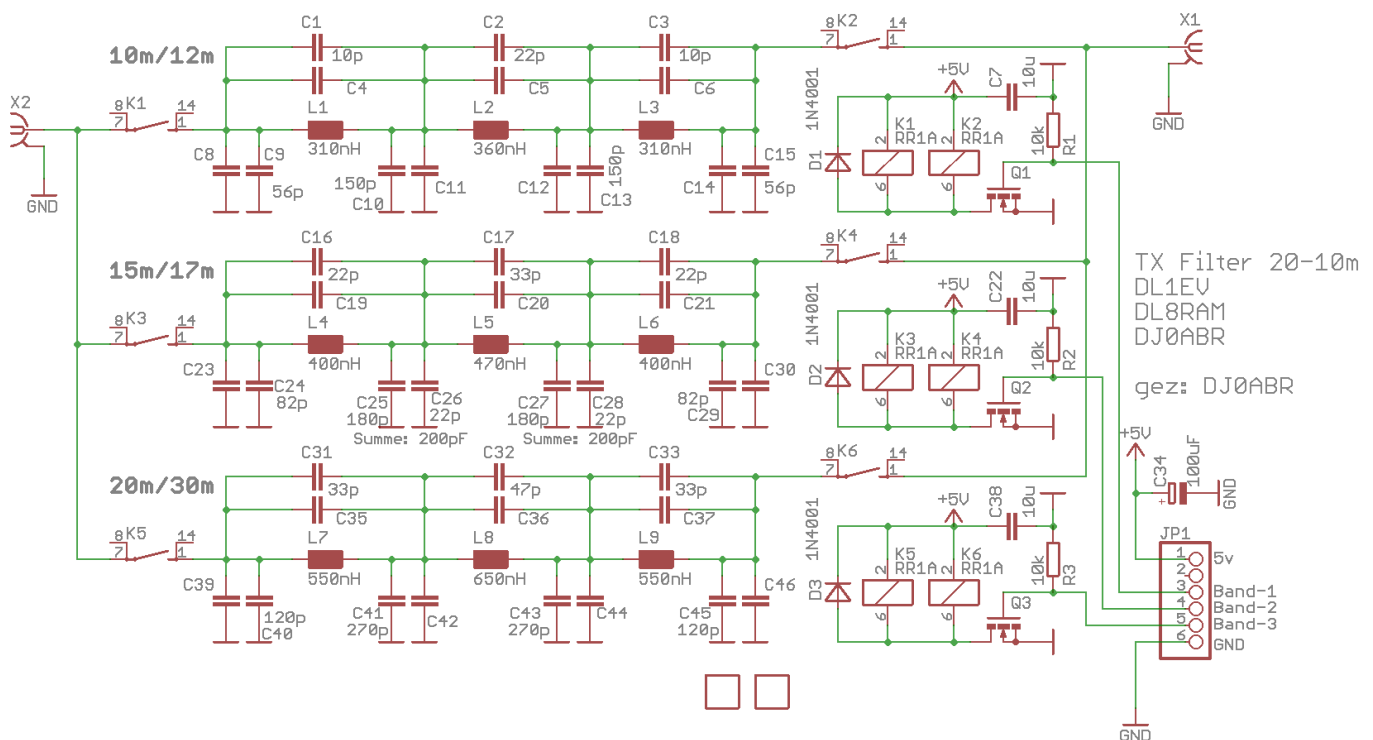 10m/12m
X2
GND
8 K1 14
7 1
C1
10p
C4
L1
310nH
C8
C9
56p
150p
C10
C2
22p
C5
L2
360nH
C11
C12
C3
10p
C6
L3
310nH
150p
C13
C14
C15
56p
8 K2 14
7 1
X1
GND
1N4001
D1
+5V
K1
RR1A
2
6
K2
RR1A
2
6
C7
10u
10k
R1
Q1
15m/17m
8 K3 14
7 1
C16
22p
C19
L4
400nH
C23
C24
82p
C25
180p
C17
33p
C20
L5
470nH
C26
22p
Summe: 200pF
C27
180p
C18
22p
C21
L6
400nH
C28
22p
Summe: 200pF
82p
C29
C30
8 K4 14
7 1
1N4001
D2
+5V
K3
RR1A
2
6
K4
RR1A
2
6
C22
10u
10k
R2
Q2
20m/30m
8 K5 14
7 1
C31
33p
C35
L7
550nH
C39
120p
C40
C41
270p
C32
47p
C36
L8
650nH
C42
C43
270p
C33
33p
C37
L9
550nH
C44
C45
120p
C46
8 K6 14
7 1
1N4001
D3
+5V
K5
RR1A
2
6
K6
RR1A
2
6
C38
10u
10k
R3
Q3
TX Filter 20-10m
DL1EV
DL8RAM
DJ0ABR
gez: DJ0ABR
+5V
C34
+
100uF
GND
JP1
1 5v
2
3 Band-1
4 Band-2
5 Band-3
6 GND
GND